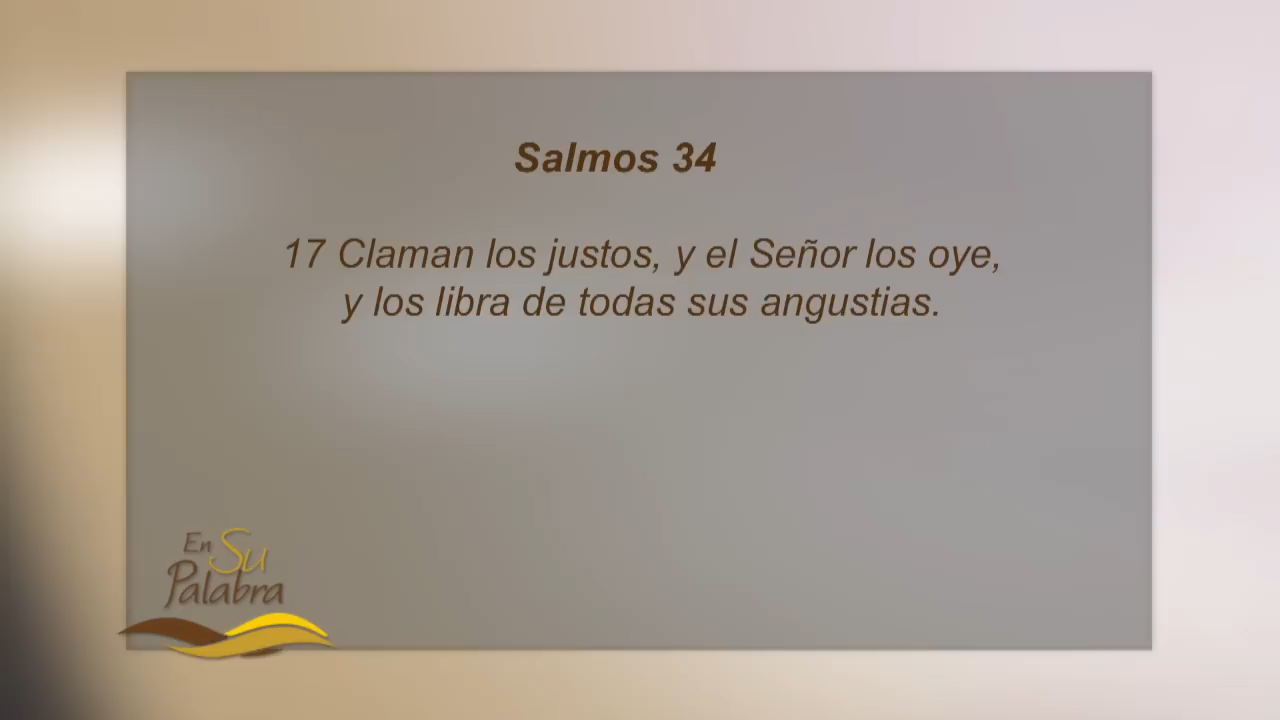 Salmos 34
17 Claman los justos, y el Señor los oye,
y los libra de todas sus angustias.
En Su
Palabra